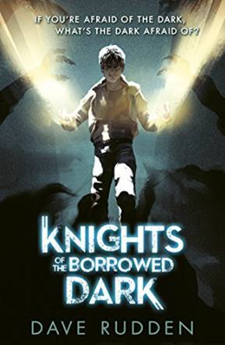 IF YOU'RE AFRAID OF THE DARK,
WHAT'S THE DARK AFRAID OF?
KNIGHTS
OF THE BORROWED
DARK
DAVE RUDDEN